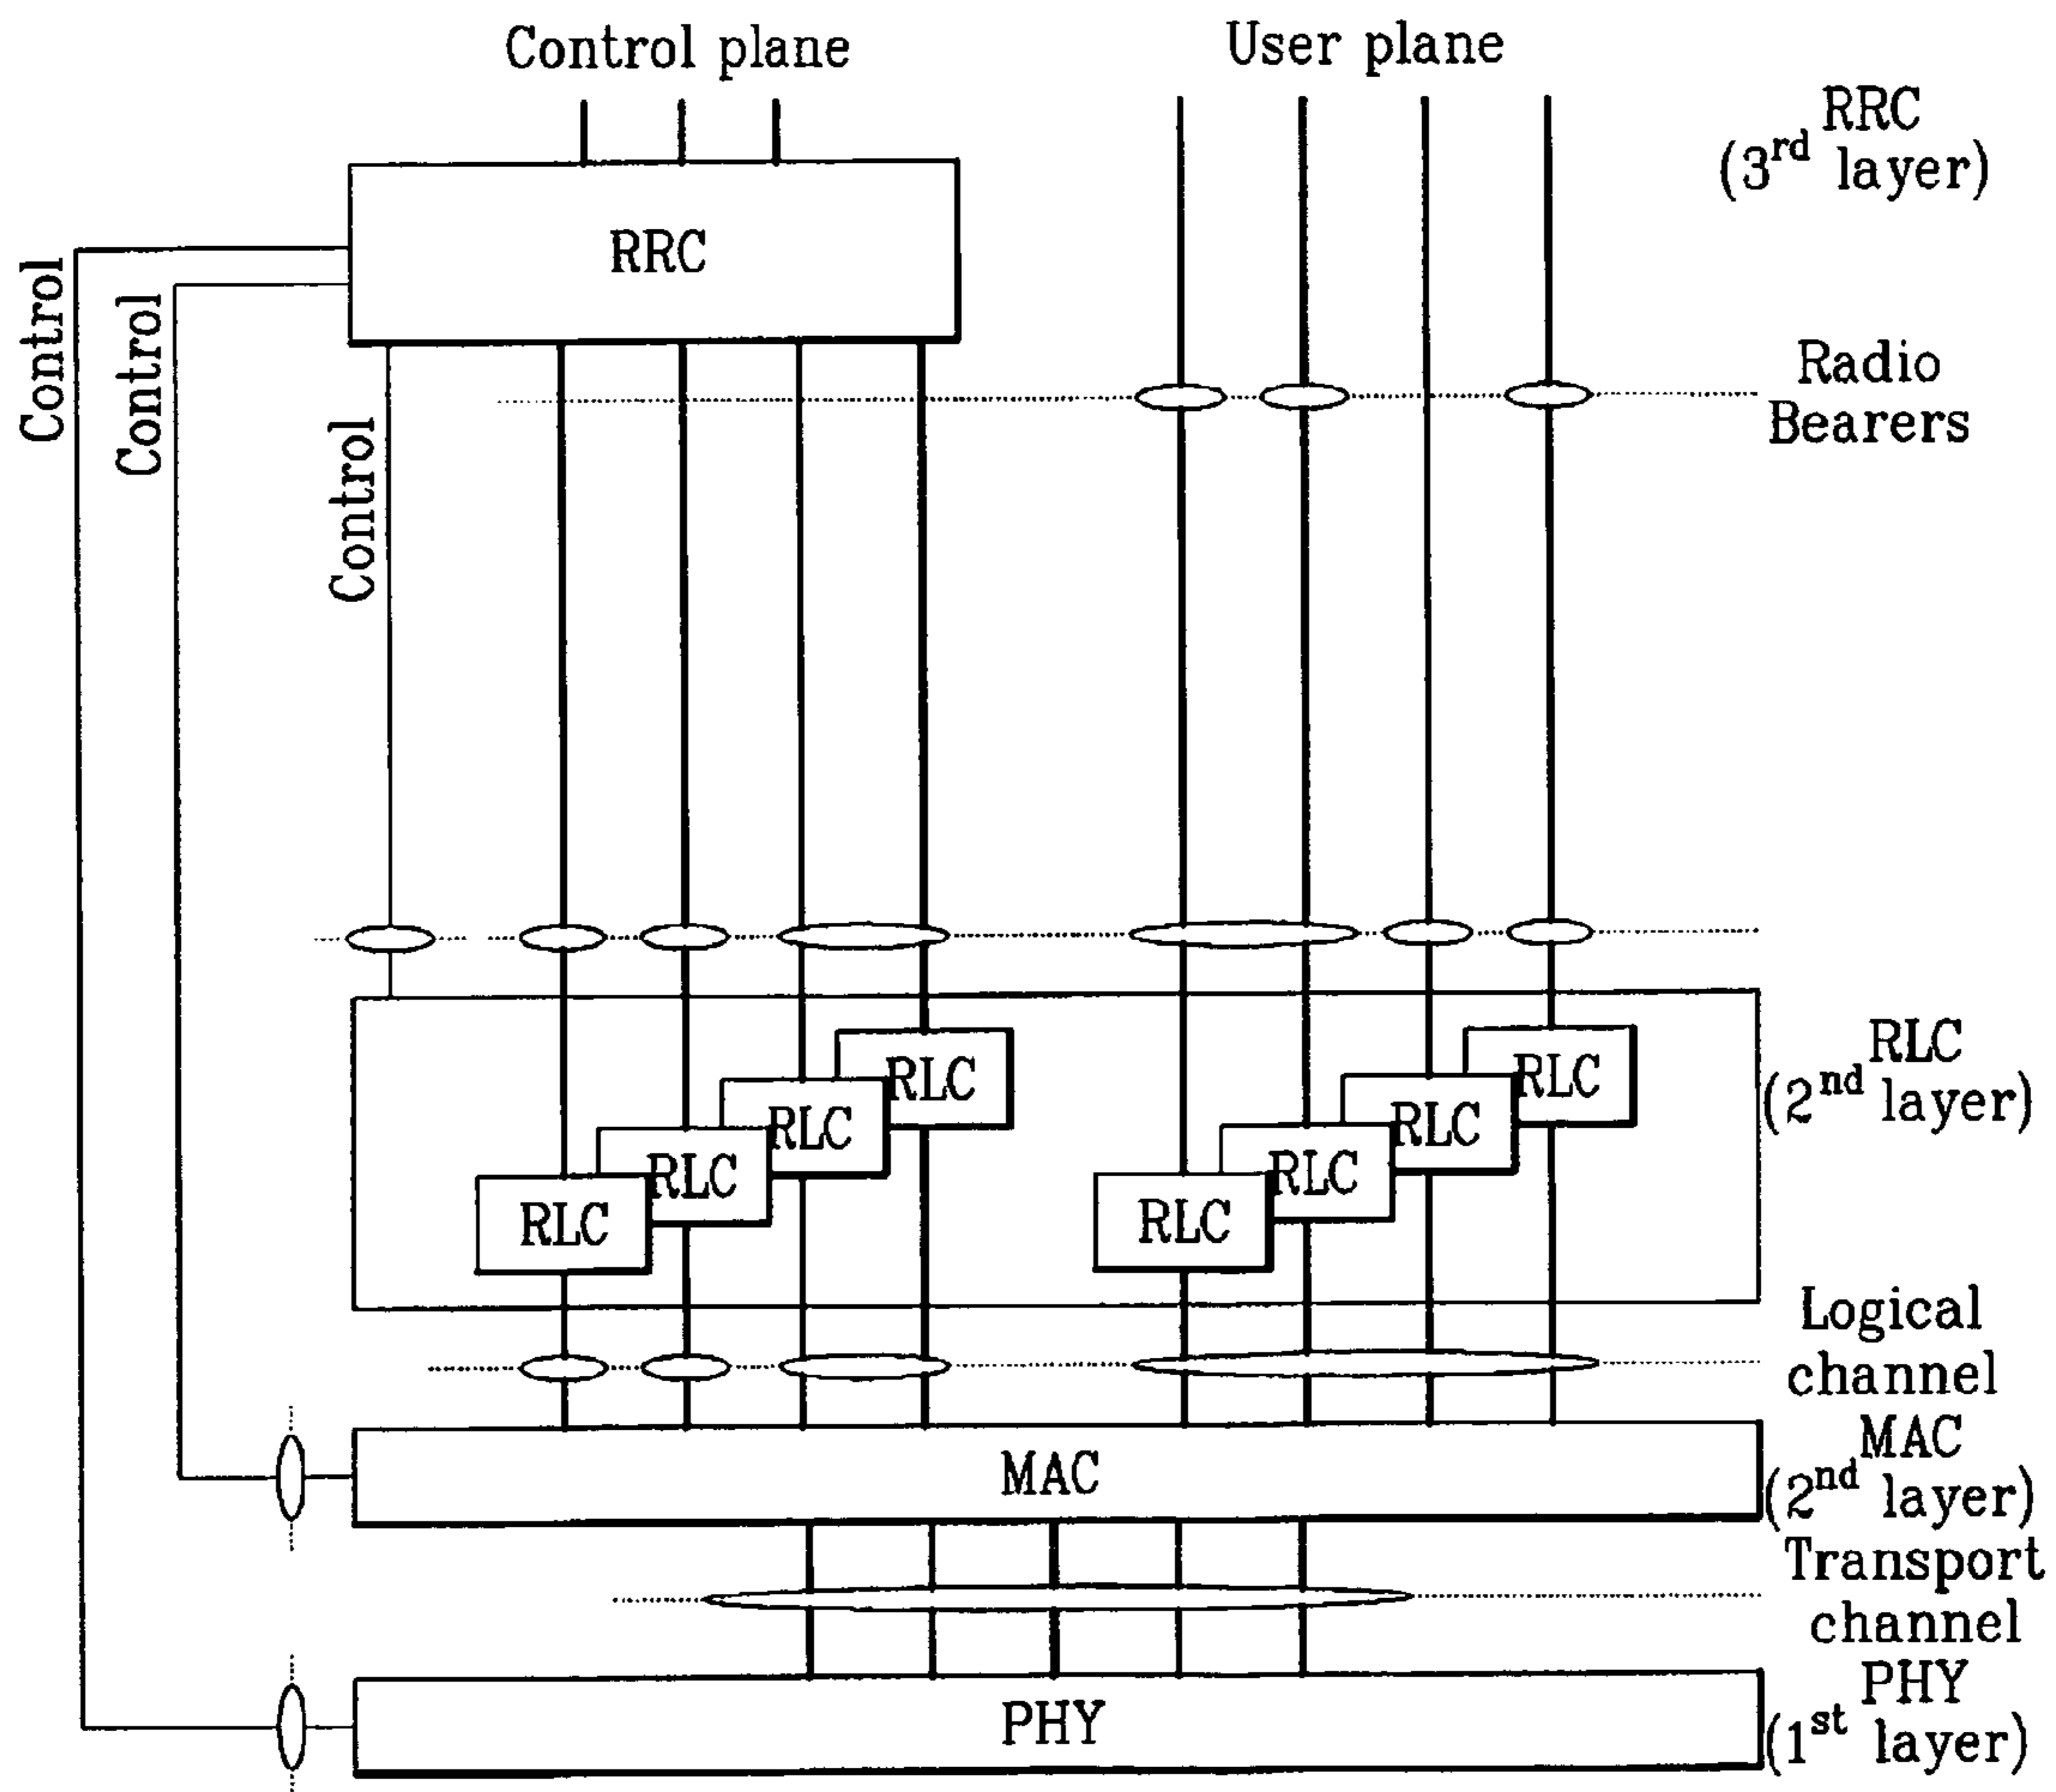 Control plane
User plane
RRC
(3rd layer)
RRC
Control
Control
Control
Radio
Bearers
RLC
RLC
RLC
RLC
RLC
RLC
RLC
RLC
RLC
(2nd layer)
Logical
channel
MAC
MAC
(2nd layer)
Transport
channel
PHY
PHY
(1st layer)